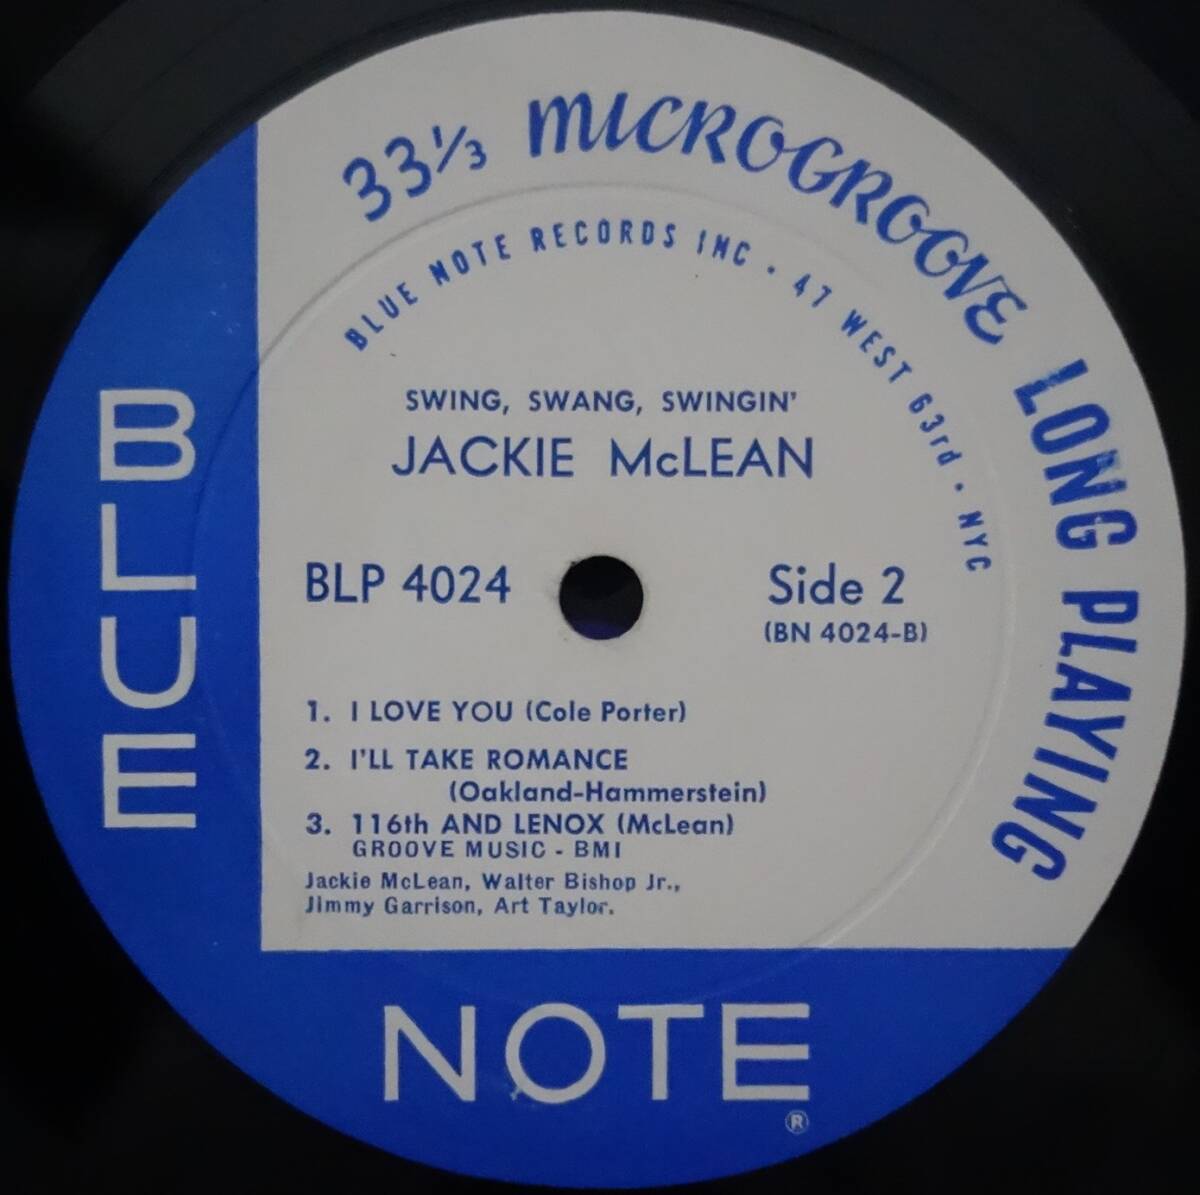 33 1/3 MICROGROOVE LONG PLAYING
BLUE NOTE RECORDS INC • 47 WEST 63rd • NYC
SWING, SWANG, SWINGIN'
JACKIE McLEAN
BLP 4024
Side 2
(BN 4024-B)
1. I LOVE YOU (Cole Porter)
2. I'LL TAKE ROMANCE
(Oakland-Hammerstein)
3. 116th AND LENOX (McLean)
GROOVE MUSIC - BMI
Jackie McLean, Walter Bishop Jr.,
Jimmy Garrison, Art Taylor.
BLUE
NOTE ®